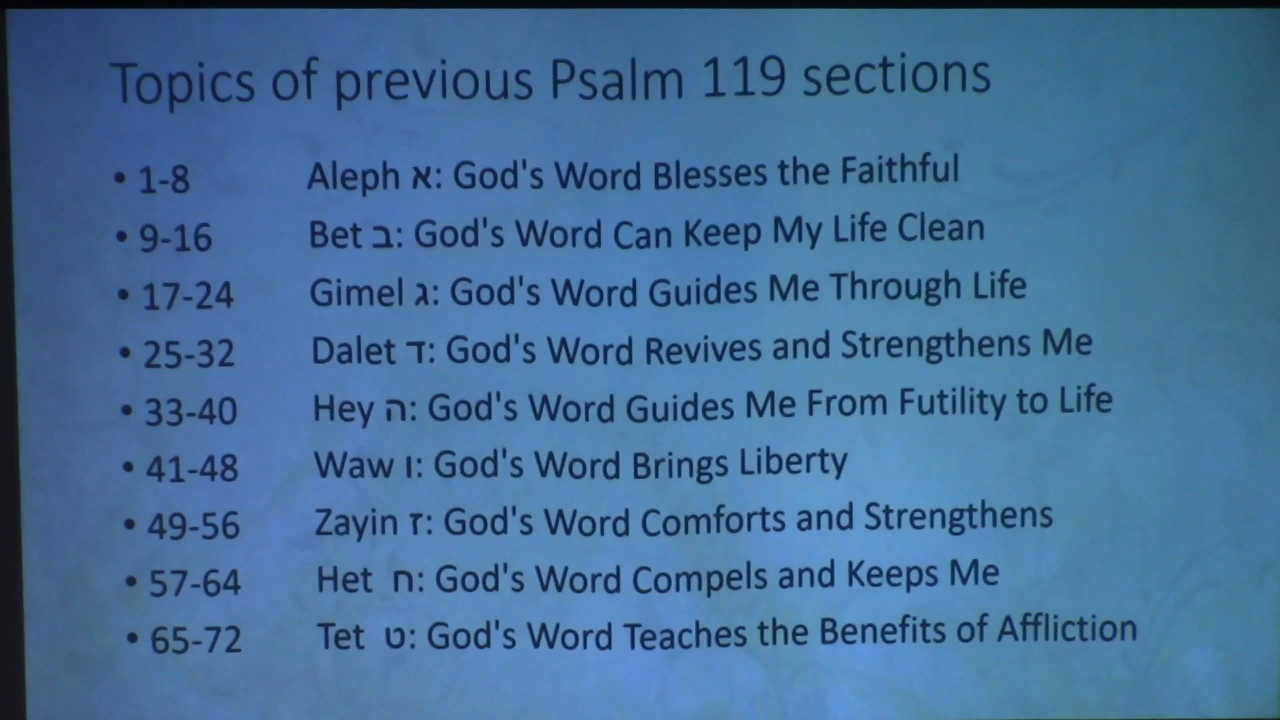 Topics of previous Psalm 119 sections
• 1-8 Aleph א: God's Word Blesses the Faithful
• 9-16 Bet ב: God's Word Can Keep My Life Clean
• 17-24 Gimel ג: God's Word Guides Me Through Life
• 25-32 Dalet ד: God's Word Revives and Strengthens Me
• 33-40 Hey ה: God's Word Guides Me From Futility to Life
• 41-48 Waw ו: God's Word Brings Liberty
• 49-56 Zayin ז: God's Word Comforts and Strengthens
• 57-64 Het ח: God's Word Compels and Keeps Me
• 65-72 Tet ט: God's Word Teaches the Benefits of Affliction